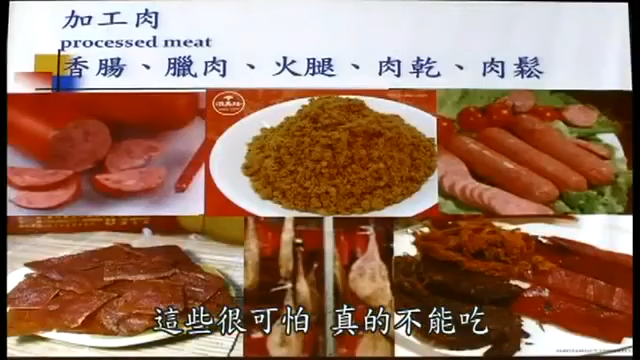 加工肉
processed meat
香腸、臘肉、火腿、肉乾、肉鬆
這些很可怕 真的不能吃